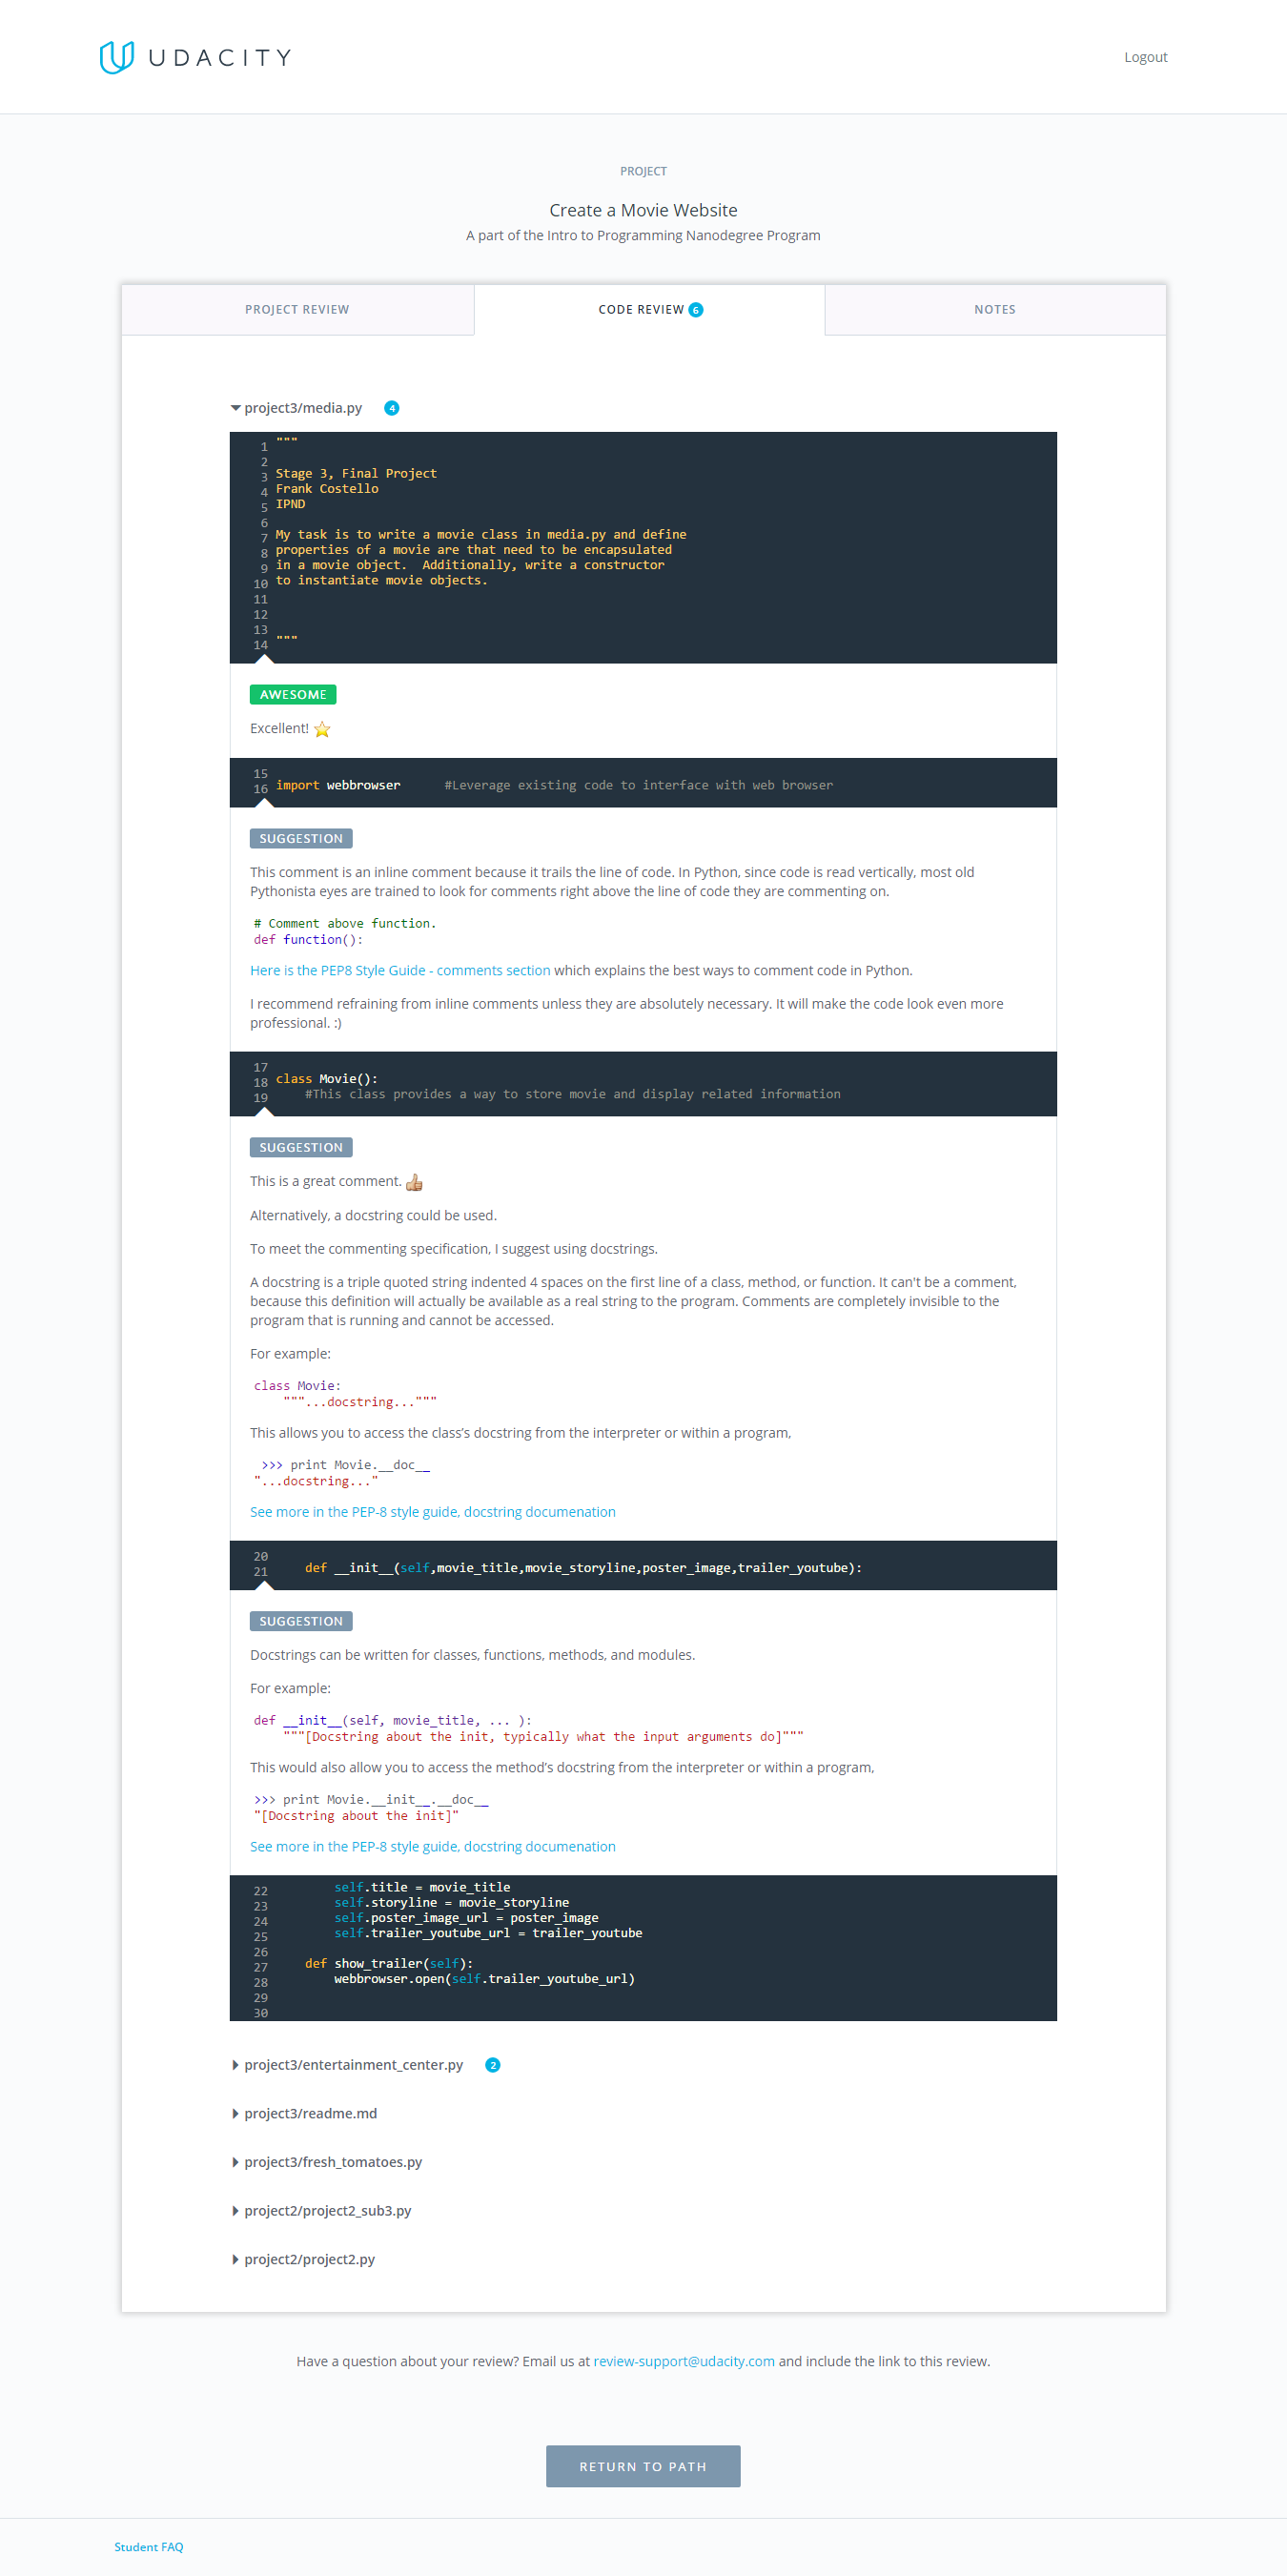 UDACITY
Logout
PROJECT
Create a Movie Website
A part of the Intro to Programming Nanodegree Program
PROJECT REVIEW
CODE REVIEW 6
NOTES
project3/media.py 4
1 """
2
3 Stage 3, Final Project
4 Frank Costello
5 IPND
6
7 My task is to write a movie class in media.py and define
8 properties of a movie are that need to be encapsulated
9 in a movie object.  Additionally, write a constructor
10 to instantiate movie objects.
11
12
13
14 """
AWESOME
Excellent!
15
16 import webbrowser      #Leverage existing code to interface with web browser
SUGGESTION
This comment is an inline comment because it trails the line of code. In Python, since code is read vertically, most old
Pythonista eyes are trained to look for comments right above the line of code they are commenting on.
# Comment above function.
def function():
Here is the PEP8 Style Guide - comments section which explains the best ways to comment code in Python.
I recommend refraining from inline comments unless they are absolutely necessary. It will make the code look even more
professional. :)
17
18 class Movie():
19     #This class provides a way to store movie and display related information
SUGGESTION
This is a great comment.
Alternatively, a docstring could be used.
To meet the commenting specification, I suggest using docstrings.
A docstring is a triple quoted string indented 4 spaces on the first line of a class, method, or function. It can't be a comment,
because this definition will actually be available as a real string to the program. Comments are completely invisible to the
program that is running and cannot be accessed.
For example:
class Movie:
    """...docstring..."""
This allows you to access the class’s docstring from the interpreter or within a program,
 >>> print Movie.__doc__
"...docstring..."
See more in the PEP-8 style guide, docstring documenation
20
21     def __init__(self,movie_title,movie_storyline,poster_image,trailer_youtube):
SUGGESTION
Docstrings can be written for classes, functions, methods, and modules.
For example:
def __init__(self, movie_title, ... ):
    """[Docstring about the init, typically what the input arguments do]"""
This would also allow you to access the method’s docstring from the interpreter or within a program,
>>> print Movie.__init__.__doc__
"[Docstring about the init]"
See more in the PEP-8 style guide, docstring documenation
22         self.title = movie_title
23         self.storyline = movie_storyline
24         self.poster_image_url = poster_image
25         self.trailer_youtube_url = trailer_youtube
26
27     def show_trailer(self):
28         webbrowser.open(self.trailer_youtube_url)
29
30
project3/entertainment_center.py 2
project3/readme.md
project3/fresh_tomatoes.py
project2/project2_sub3.py
project2/project2.py
Have a question about your review? Email us at review-support@udacity.com and include the link to this review.
RETURN TO PATH
Student FAQ